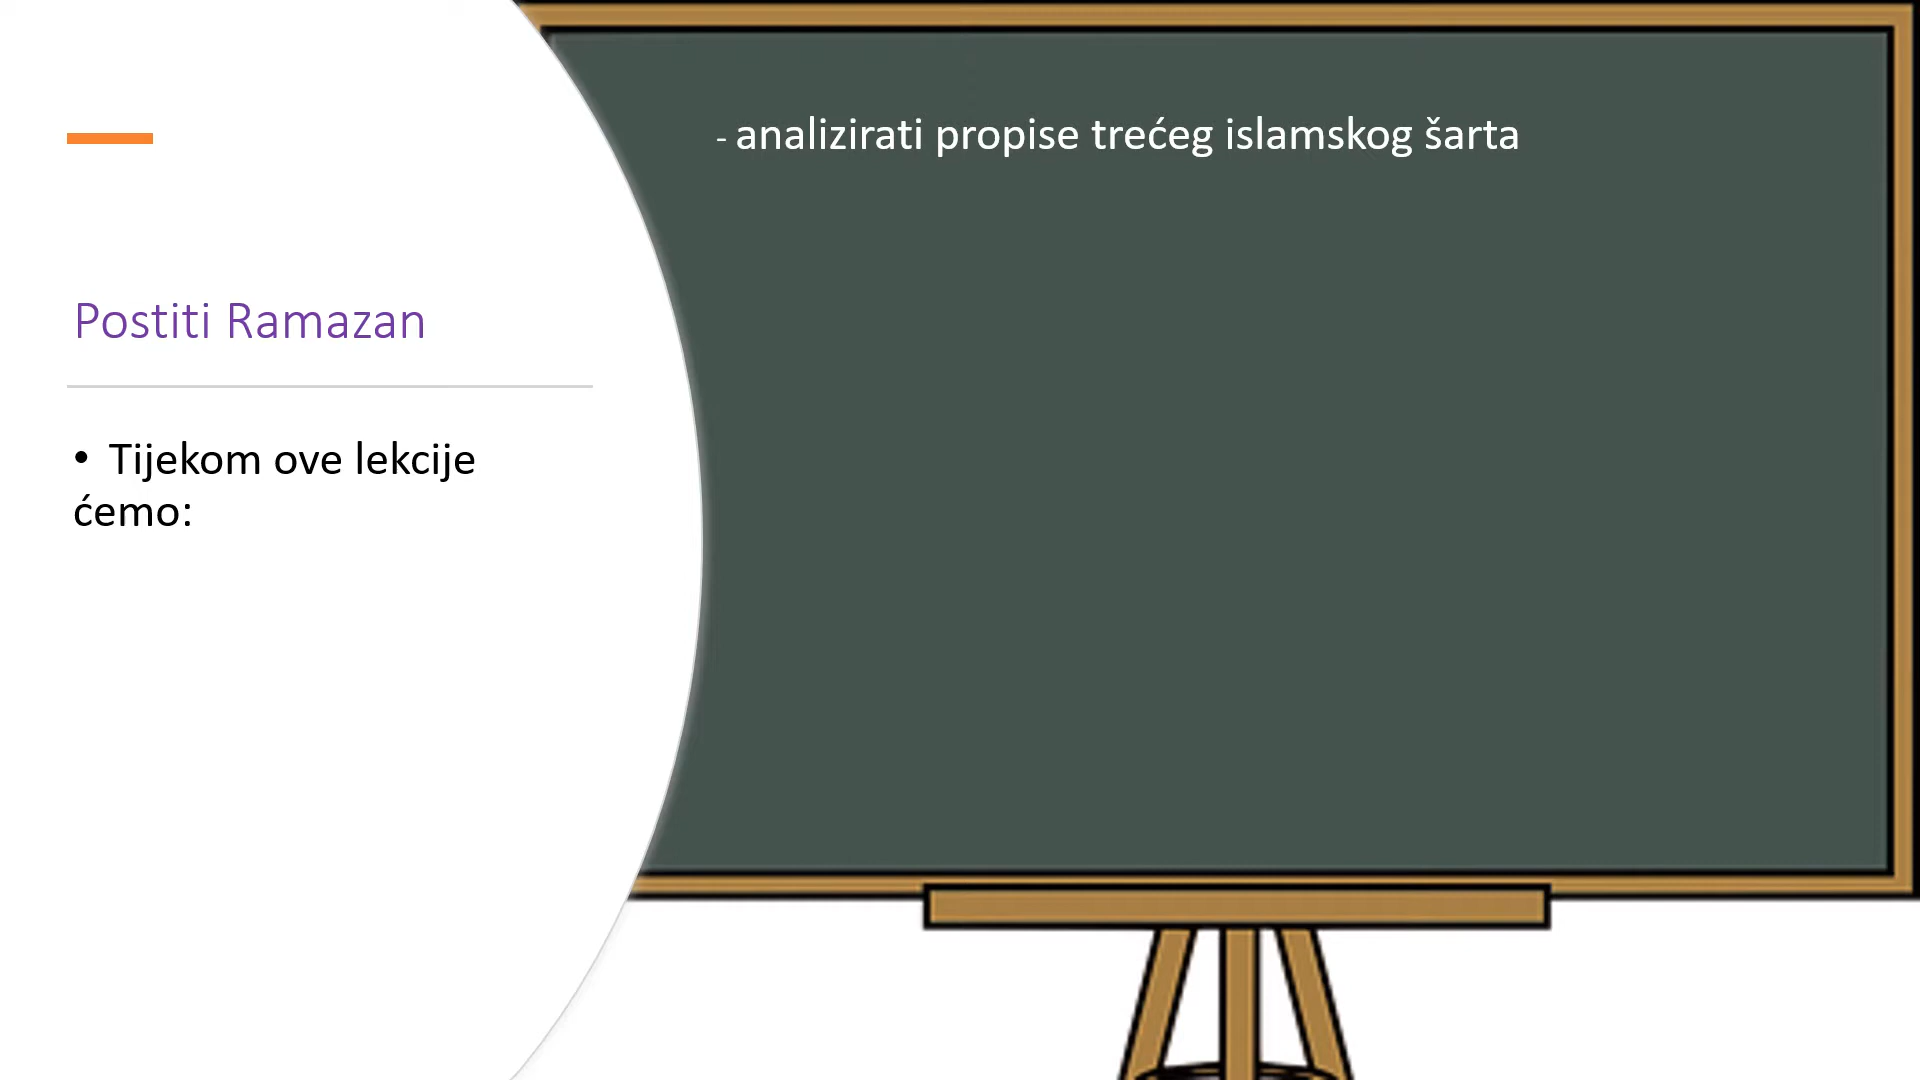 Postiti Ramazan
• Tijekom ove lekcije
ćemo:
- analizirati propise trećeg islamskog šarta